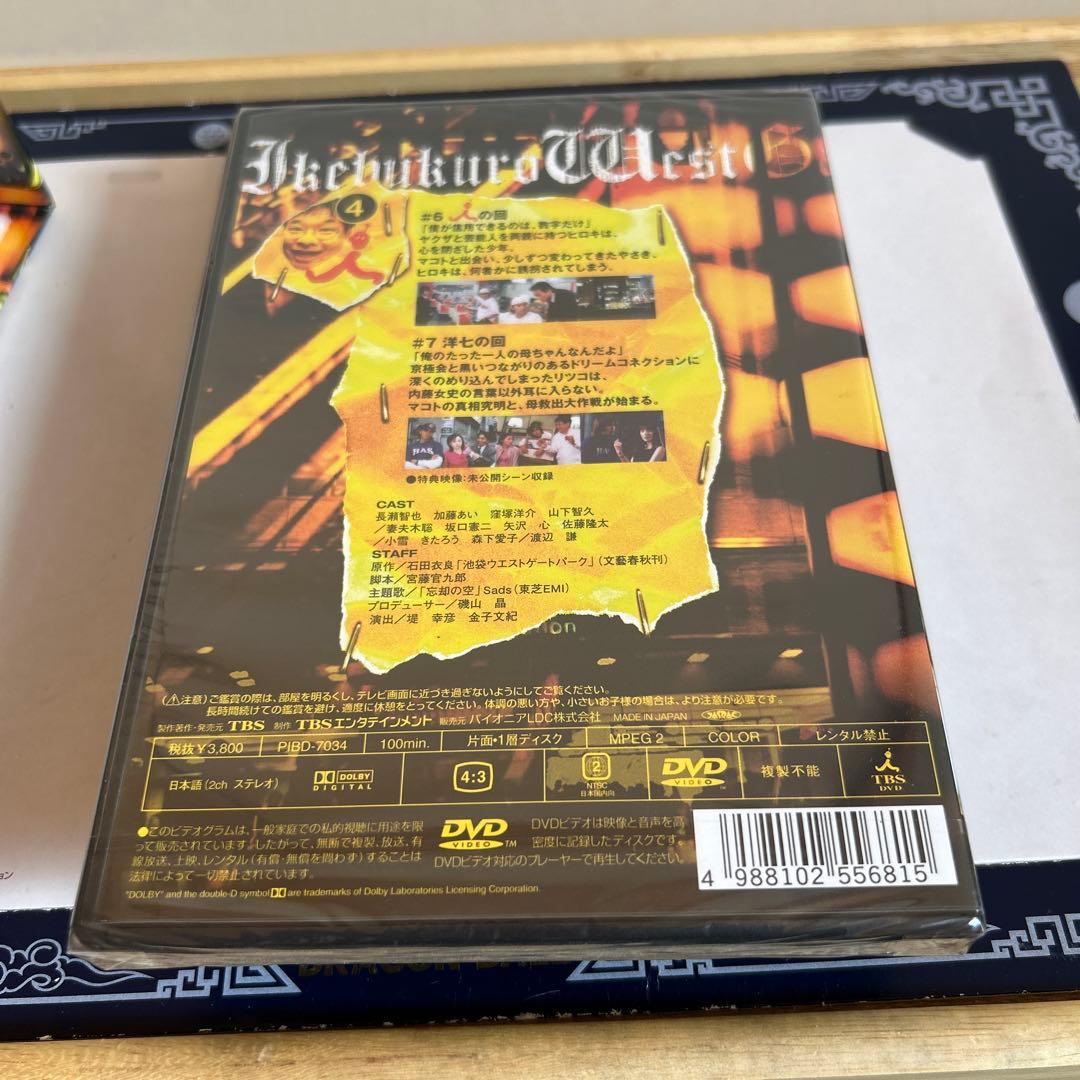 Ikebukuro West G
4
#6 の回
「僕が信用できるのは、数字だけ」
ヤクザと芸能人を両親に持つヒロキは、
心を閉ざした少年。
マコトと出会い、少しずつ変わってきたやさき、
ヒロキは、何者かに誘拐されてしまう。
#7 洋七の回
「俺のたった一人の母ちゃんなんだよ」
京極会と黒いつながりのあるドリームコネクションに
深くのめり込んでしまったリツコは、
内藤女史の言葉以外耳に入らない。
マコトの真相究明と、母救出大作戦が始まる。
●特典映像:未公開シーン収録
CAST
長瀬智也 加藤あい 窪塚洋介 山下智久
/妻夫木聡 坂口憲二 矢沢 心 佐藤隆太
/小雪 きたろう 森下愛子/渡辺 謙
STAFF
原作/石田衣良「池袋ウエストゲートパーク」(文藝春秋刊)
脚本/宮藤官九郎
主題歌/「忘却の空」Sads(東芝EMI)
プロデューサー/磯山 晶
演出/堤 幸彦 金子文紀
(⚠注意)ご鑑賞の際は、部屋を明るくし、テレビ画面に近づき過ぎないようにしてご覧ください。
長時間続けての鑑賞を避け、適度に休憩をとってください。体調の悪い方や、小さいお子様の場合は、より注意が必要です。
製作著作・発売元 TBS 制作 TBSエンタテインメント 販売元 パイオニアLDC株式会社 MADE IN JAPAN
税抜¥3,800 PIBD-7034 100min. 片面・1層ディスク MPEG 2 COLOR レンタル禁止
日本語(2ch ステレオ) DOLBY DIGITAL 4:3 2 NTSC 日本国内向 DVD VIDEO 複製不能 TBS DVD
●このビデオグラムは、一般家庭での私的視聴に用途を限
って販売されています。したがって、無断で複製、放送、有
線放送、上映、レンタル(有償・無償を問わず)することは
法律によって一切禁止されています。
DVD VIDEO ™
DVDビデオは映像と音声を高
密度に記録したディスクです。
DVDビデオ対応のプレーヤーで再生してください。
"DOLBY" and the double-D symbol are trademarks of Dolby Laboratories Licensing Corporation.
4 988102 556815